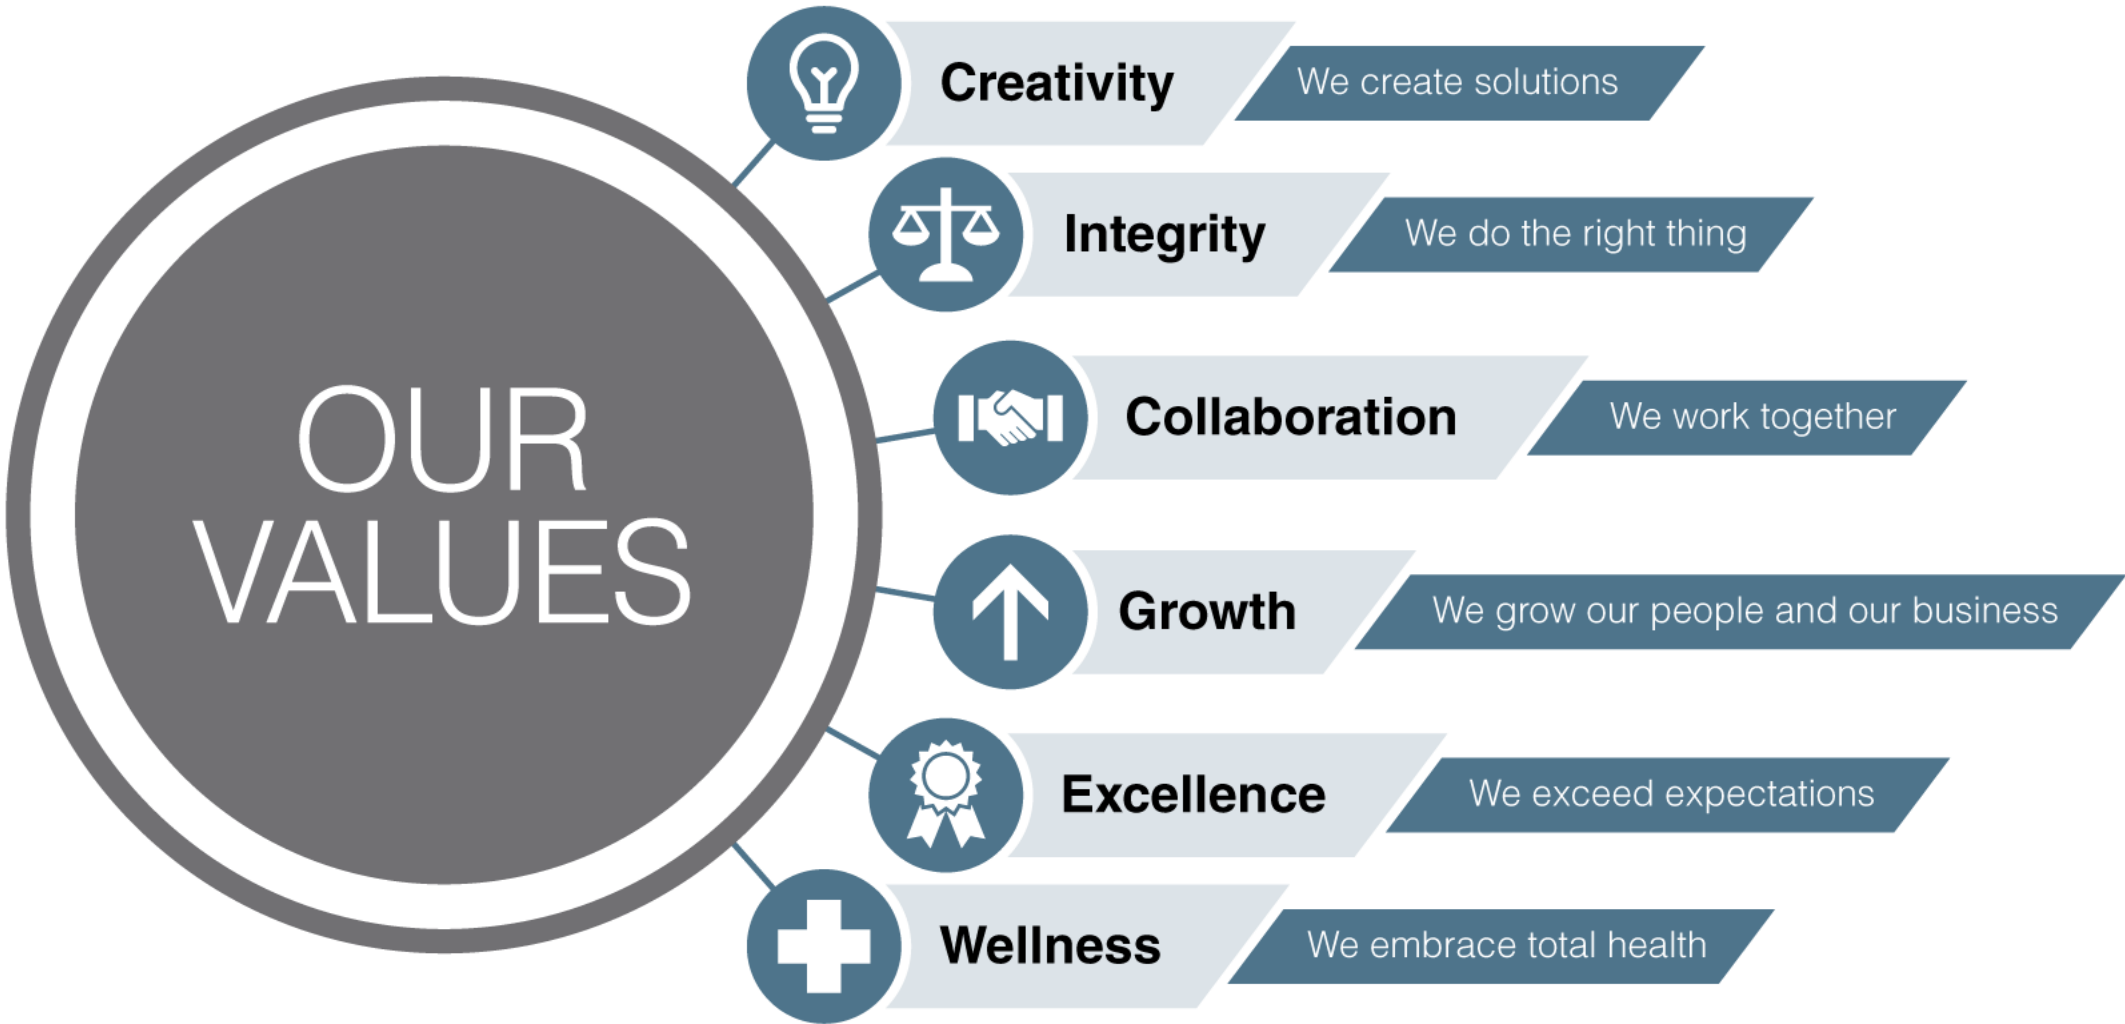 OUR
VALUES
Creativity
We create solutions
Integrity
We do the right thing
Collaboration
We work together
Growth
We grow our people and our business
Excellence
We exceed expectations
Wellness
We embrace total health